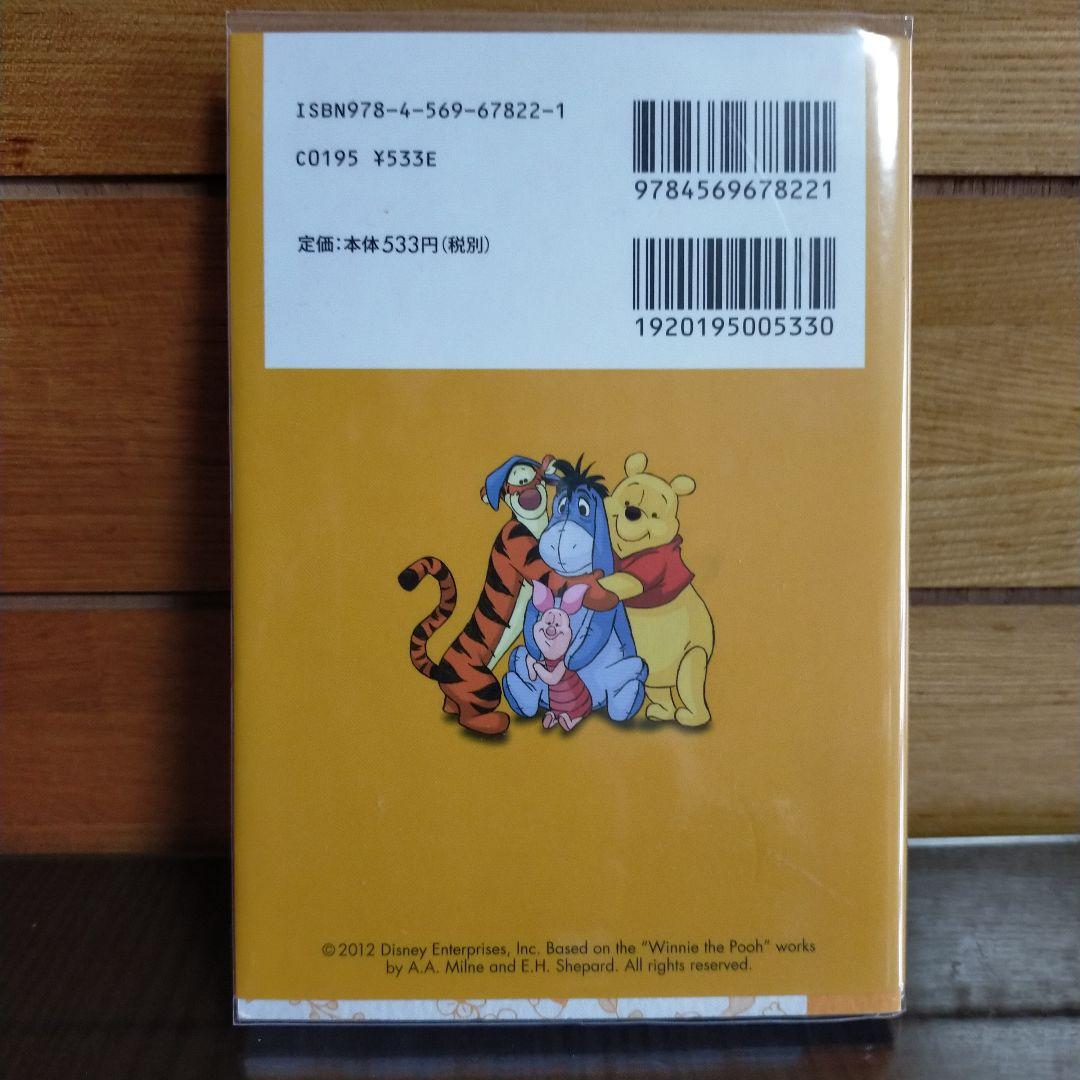 ISBN978-4-569-67822-1
C0195 ¥533E
定価:本体533円(税別)
9784569678221
1920195005330
©2012 Disney Enterprises, Inc. Based on the "Winnie the Pooh" works
by A.A. Milne and E.H. Shepard. All rights reserved.